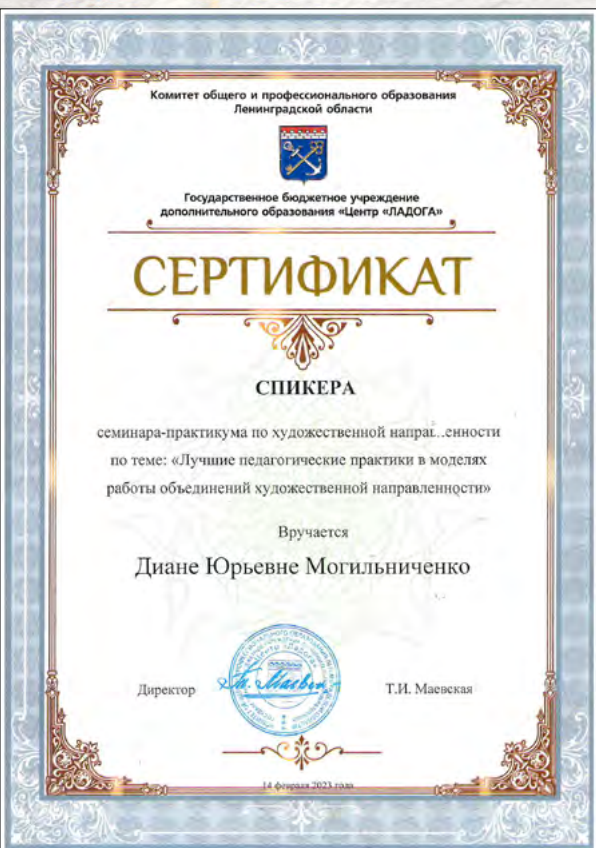 Комитет общего и профессионального образования
Ленинградской области
Государственное бюджетное учреждение
дополнительного образования «Центр «ЛАДОГА»
СЕРТИФИКАТ
СПИКЕРА
семинара-практикума по художественной направ...енности
по теме: «Лучшие педагогические практики в моделях
работы объединений художественной направленности»
Вручается
Диане Юрьевне Могильниченко
Директор
Т.И. Маевская
14 февраля 2023 года